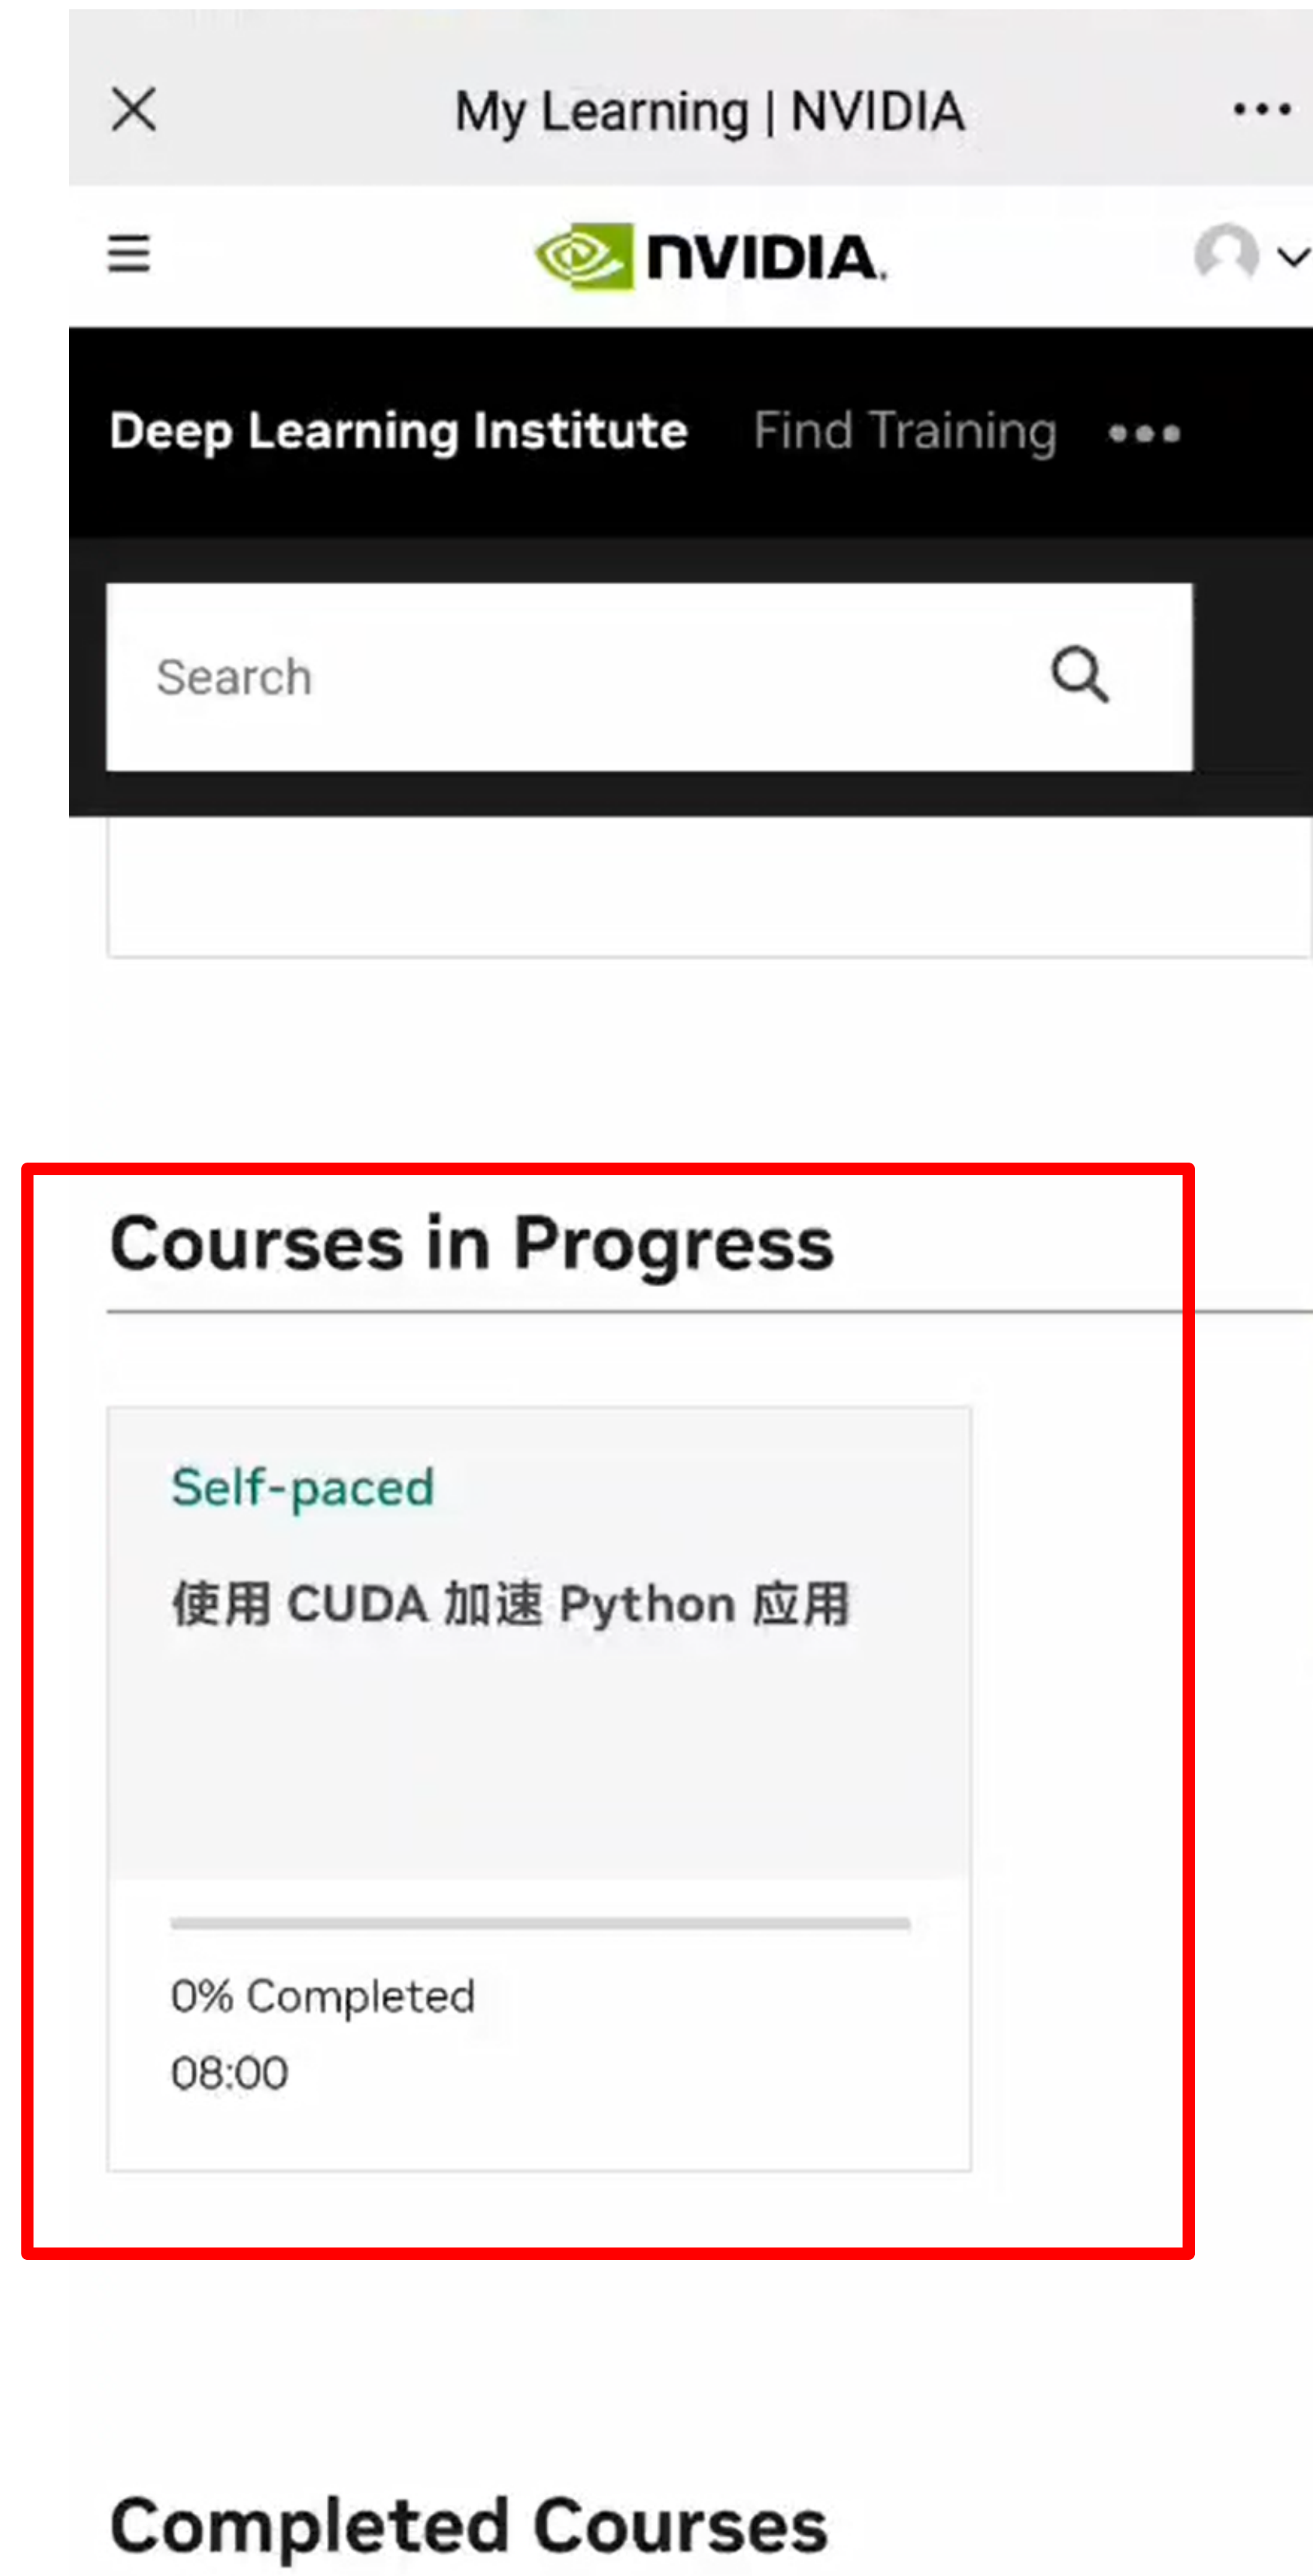 My Learning | NVIDIA
NVIDIA.
Deep Learning Institute Find Training
Search
Courses in Progress
Self-paced
使用 CUDA 加速 Python 应用
0% Completed
08:00
Completed Courses